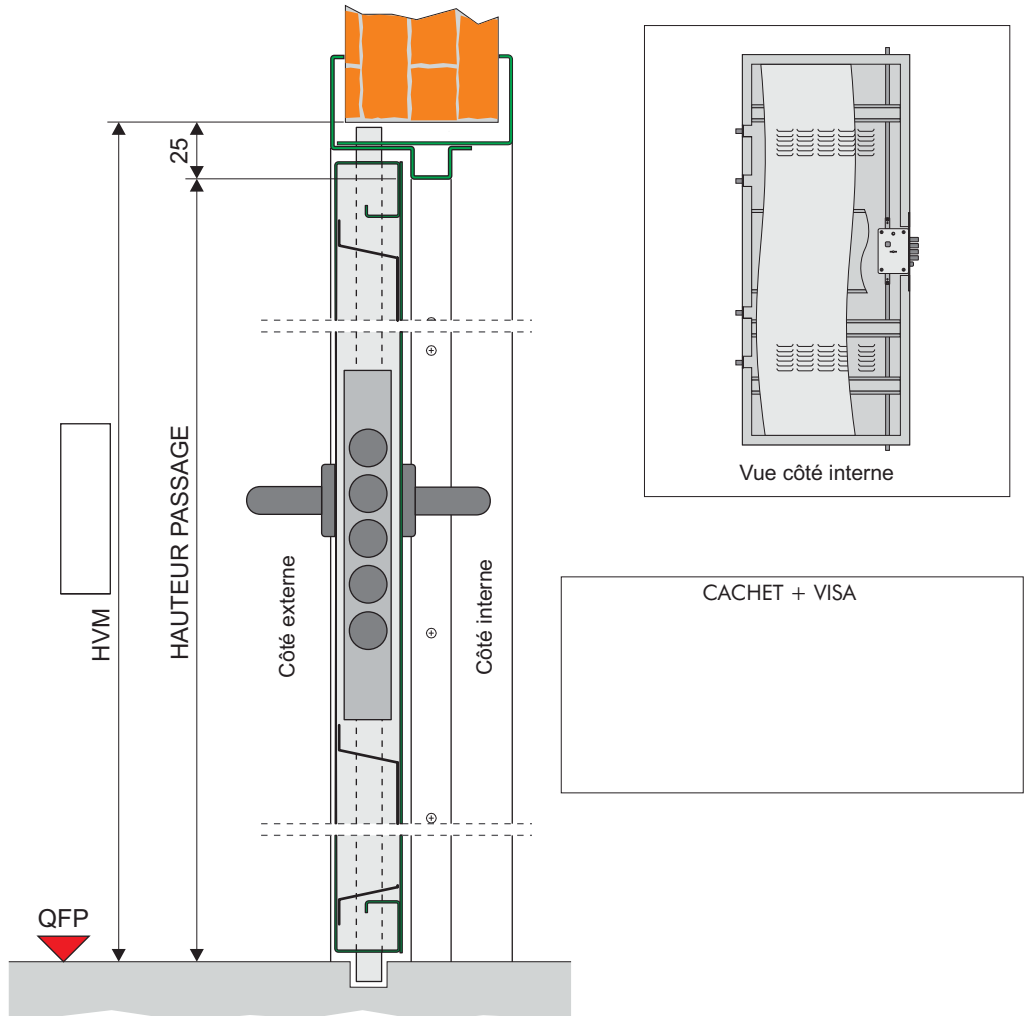 25
HVM
HAUTEUR PASSAGE
Côté externe
Côté interne
QFP
Vue côté interne
CACHET + VISA